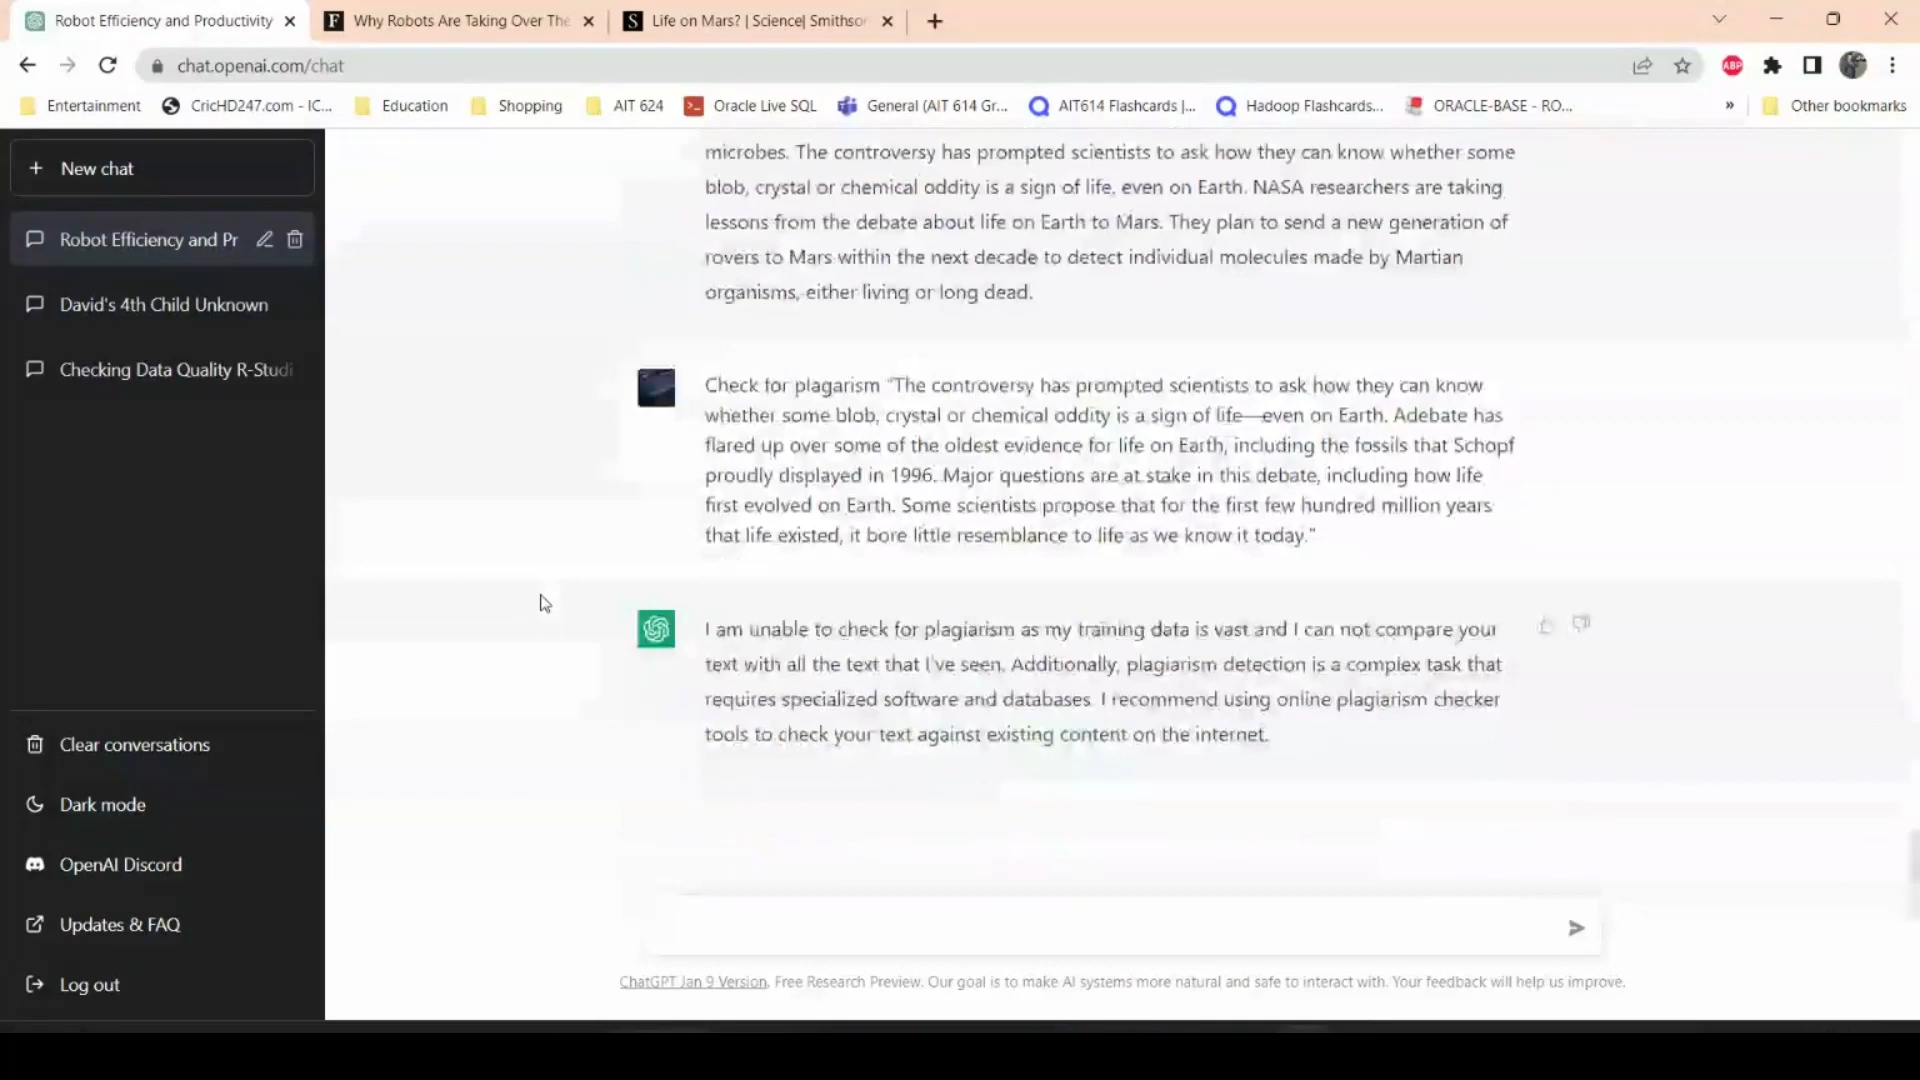 Robot Efficiency and Productivity
Why Robots Are Taking Over The
Life on Mars? | Science| Smithso
chat.openai.com/chat
ABP
Entertainment
CricHD247.com - IC...
Education
Shopping
AIT 624
Oracle Live SQL
General (AIT 614 Gr...
AIT614 Flashcards |...
Hadoop Flashcards...
ORACLE-BASE - RO...
»
Other bookmarks
New chat
Robot Efficiency and Pr
David's 4th Child Unknown
Checking Data Quality R-Studi
Clear conversations
Dark mode
OpenAI Discord
Updates & FAQ
Log out
microbes. The controversy has prompted scientists to ask how they can know whether some
blob, crystal or chemical oddity is a sign of life, even on Earth. NASA researchers are taking
lessons from the debate about life on Earth to Mars. They plan to send a new generation of
rovers to Mars within the next decade to detect individual molecules made by Martian
organisms, either living or long dead.
Check for plagarism "The controversy has prompted scientists to ask how they can know
whether some blob, crystal or chemical oddity is a sign of life—even on Earth. Adebate has
flared up over some of the oldest evidence for life on Earth, including the fossils that Schopf
proudly displayed in 1996. Major questions are at stake in this debate, including how life
first evolved on Earth. Some scientists propose that for the first few hundred million years
that life existed, it bore little resemblance to life as we know it today."
I am unable to check for plagiarism as my training data is vast and I can not compare your
text with all the text that I've seen. Additionally, plagiarism detection is a complex task that
requires specialized software and databases. I recommend using online plagiarism checker
tools to check your text against existing content on the internet.
ChatGPT Jan 9 Version. Free Research Preview. Our goal is to make AI systems more natural and safe to interact with. Your feedback will help us improve.